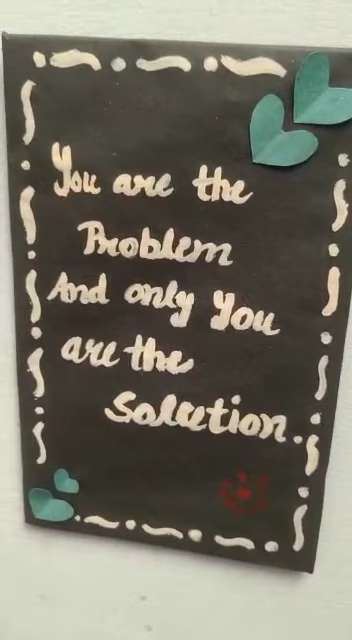 You are the
Problem
And only You
are the
Solution.